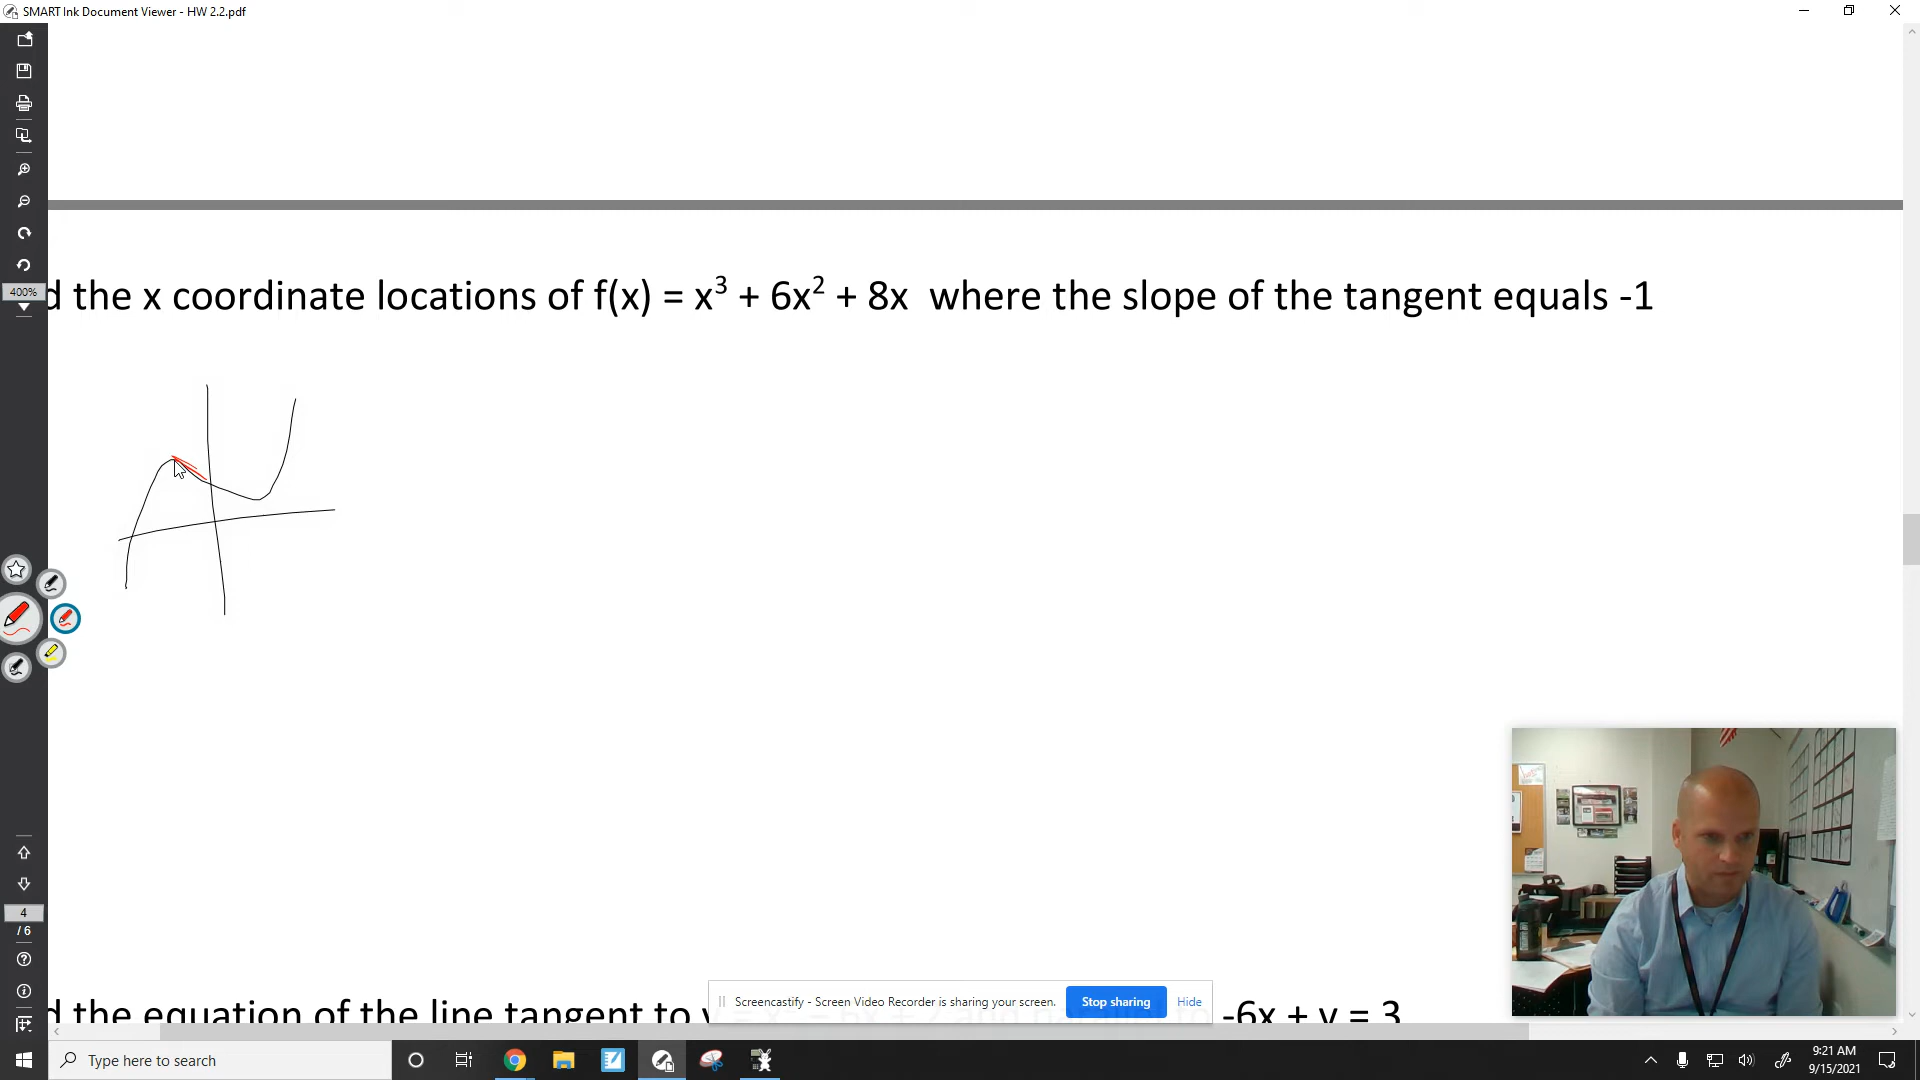 SMART Ink Document Viewer - HW 2.2.pdf
400%
d the x coordinate locations of f(x) = x³ + 6x² + 8x where the slope of the tangent equals -1
4
/ 6
Screencastify - Screen Video Recorder is sharing your screen.
Stop sharing
Hide
d the equation of the line tangent to y = -6x + y = 3
Type here to search
9:21 AM
9/15/2021